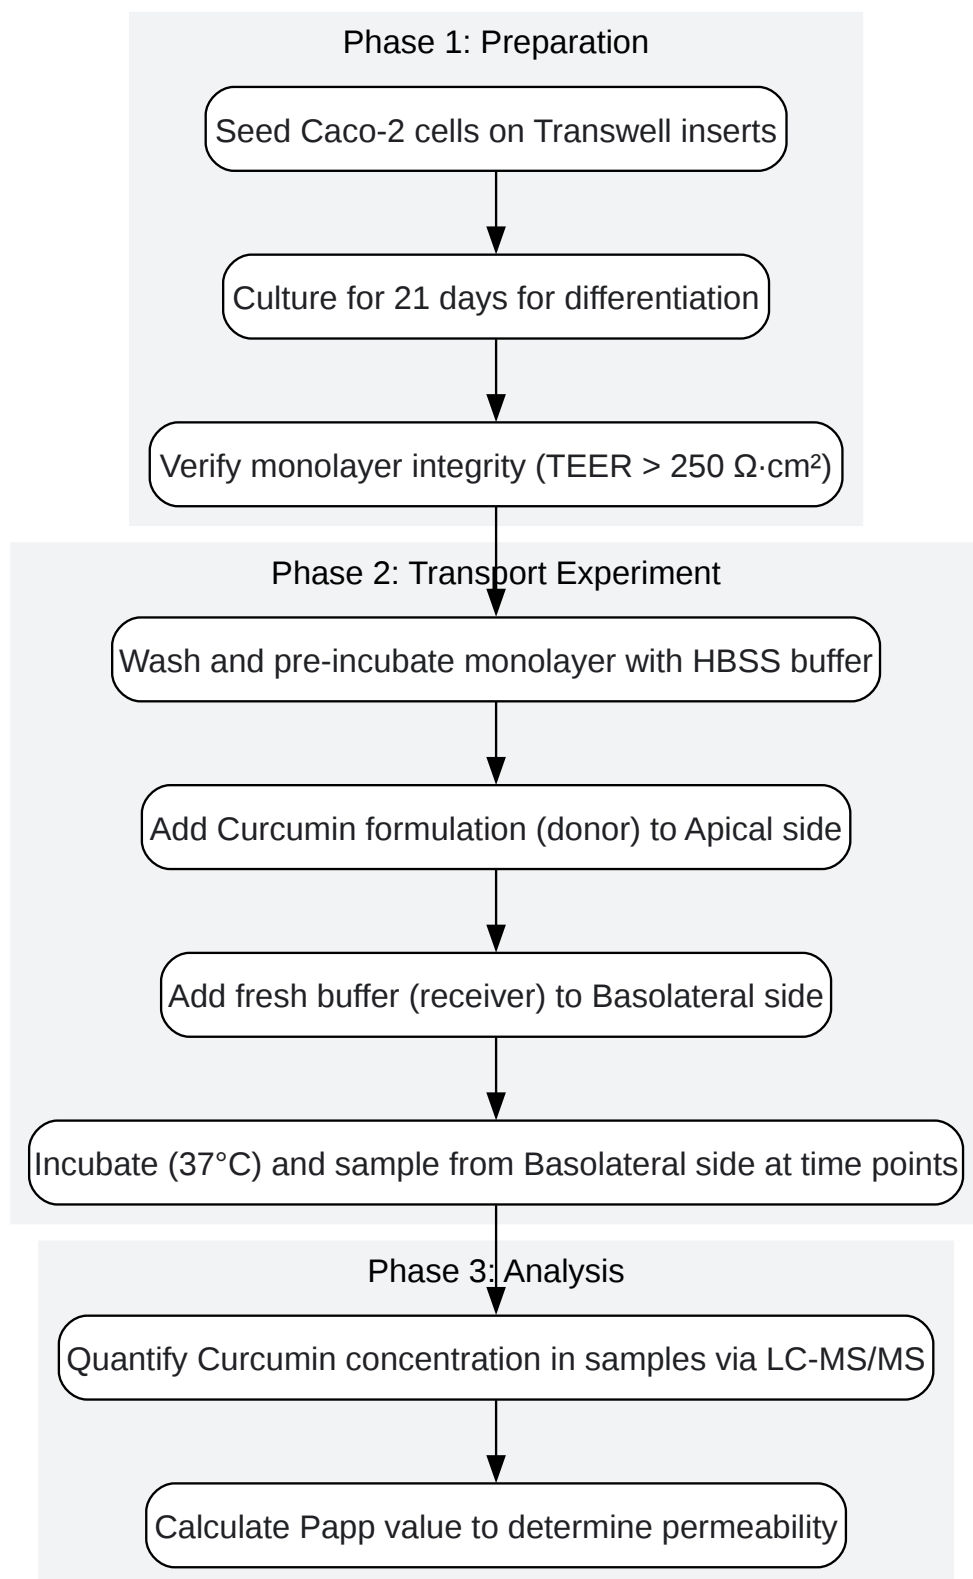 Phase 1: Preparation
Seed Caco-2 cells on Transwell inserts
Culture for 21 days for differentiation
Verify monolayer integrity (TEER > 250 Ω·cm²)
Phase 2: Transport Experiment
Wash and pre-incubate monolayer with HBSS buffer
Add Curcumin formulation (donor) to Apical side
Add fresh buffer (receiver) to Basolateral side
Incubate (37°C) and sample from Basolateral side at time points
Phase 3: Analysis
Quantify Curcumin concentration in samples via LC-MS/MS
Calculate Papp value to determine permeability